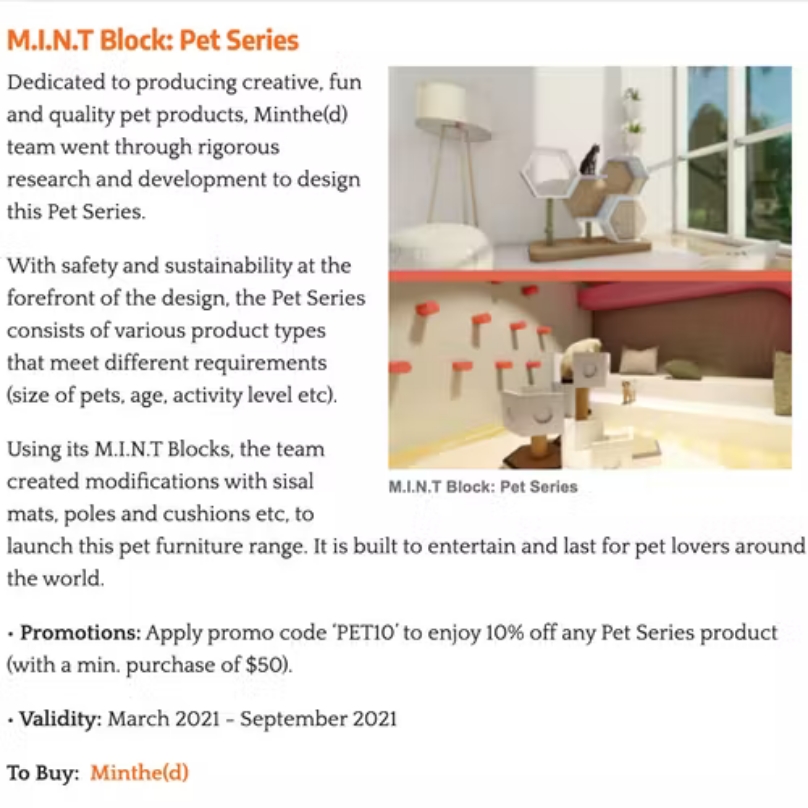 M.I.N.T Block: Pet Series
Dedicated to producing creative, fun
and quality pet products, Minthe(d)
team went through rigorous
research and development to design
this Pet Series.
With safety and sustainability at the
forefront of the design, the Pet Series
consists of various product types
that meet different requirements
(size of pets, age, activity level etc).
Using its M.I.N.T Blocks, the team
created modifications with sisal
mats, poles and cushions etc, to
launch this pet furniture range. It is built to entertain and last for pet lovers around
the world.
M.I.N.T Block: Pet Series
• Promotions: Apply promo code ‘PET10’ to enjoy 10% off any Pet Series product
(with a min. purchase of $50).
• Validity: March 2021 – September 2021
To Buy: Minthe(d)